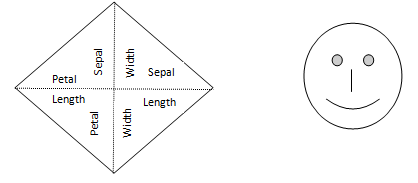 Sepal Width
Petal
Sepal
Length
Length
Petal Width